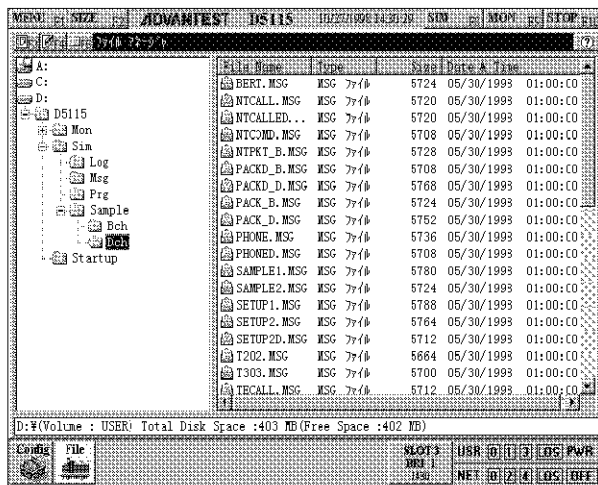 MENU F1 SIZE F2 ADVANTEST D5115 10/27/1998 14:30:29 SIM MON STOP
ファイル マネージャ ?
A:
C:
D:
D5115
Mon
Sim
Log
Msg
Prg
Sample
Bch
Dch
Startup
File Name Type Size Date & Time
BERT.MSG MSG ファイル 5724 05/30/1998 01:00:00
NTCALL.MSG MSG ファイル 5720 05/30/1998 01:00:00
NTCALLED... MSG ファイル 5720 05/30/1998 01:00:00
NTCOMD.MSG MSG ファイル 5708 05/30/1998 01:00:00
NTPKT_B.MSG MSG ファイル 5728 05/30/1998 01:00:00
PACKD_B.MSG MSG ファイル 5708 05/30/1998 01:00:00
PACKD_D.MSG MSG ファイル 5768 05/30/1998 01:00:00
PACK_B.MSG MSG ファイル 5724 05/30/1998 01:00:00
PACK_D.MSG MSG ファイル 5752 05/30/1998 01:00:00
PHONE.MSG MSG ファイル 5736 05/30/1998 01:00:00
PHONED.MSG MSG ファイル 5708 05/30/1998 01:00:00
SAMPLE1.MSG MSG ファイル 5780 05/30/1998 01:00:00
SAMPLE2.MSG MSG ファイル 5724 05/30/1998 01:00:00
SETUP1.MSG MSG ファイル 5788 05/30/1998 01:00:00
SETUP2.MSG MSG ファイル 5764 05/30/1998 01:00:00
SETUP2D.MSG MSG ファイル 5712 05/30/1998 01:00:00
T202.MSG MSG ファイル 5664 05/30/1998 01:00:00
T303.MSG MSG ファイル 5700 05/30/1998 01:00:00
TECALL.MSG MSG ファイル 5712 05/30/1998 01:00:00
D:¥(Volume : USER) Total Disk Space :403 MB(Free Space :402 MB)
Config File SLOT3 USR 0 1 3 LOS PWR
BRI 1 NET 0 2 4 LOS OFF